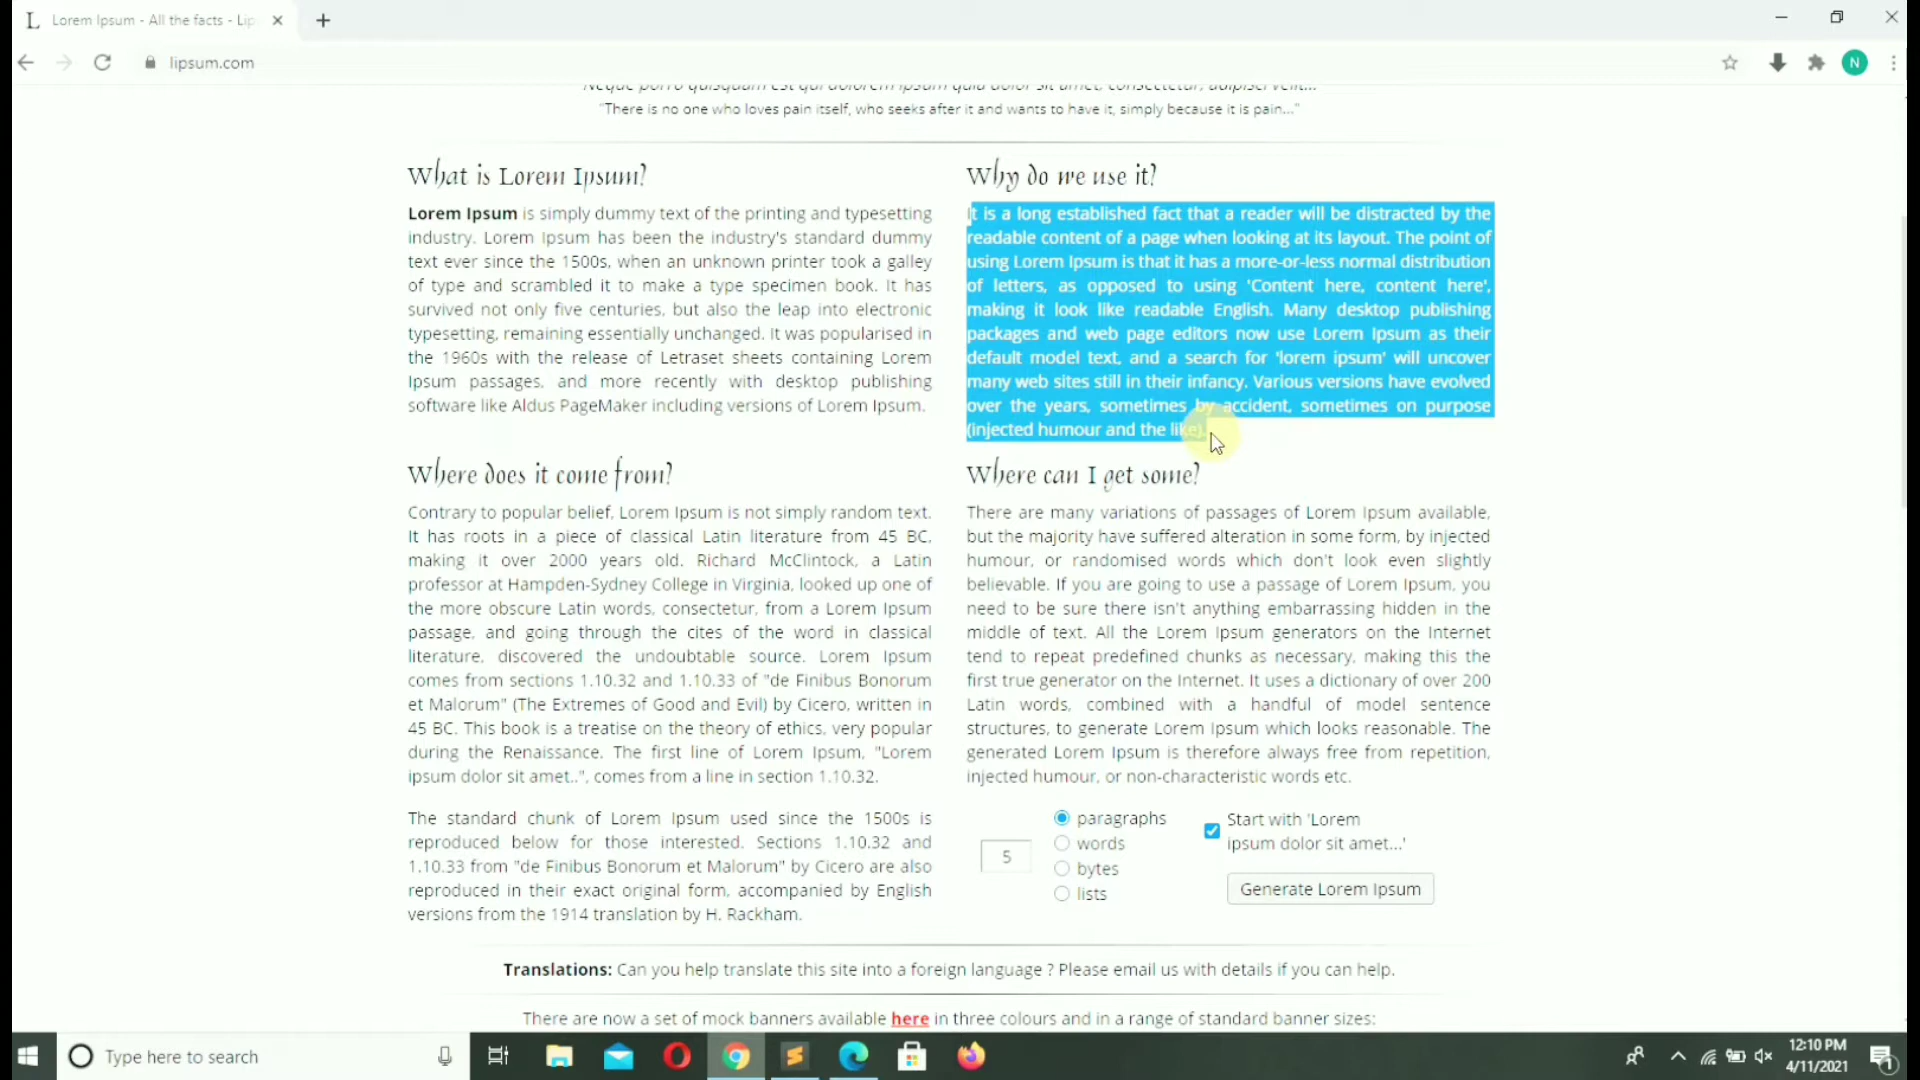 Lorem Ipsum - All the facts - Lip
lipsum.com
N
Neque porro quisquam est qui dolorem ipsum quia dolor sit amet, consectetur, adipisci velit...
"There is no one who loves pain itself, who seeks after it and wants to have it, simply because it is pain..."
What is Lorem Ipsum?
Lorem Ipsum is simply dummy text of the printing and typesetting
industry. Lorem Ipsum has been the industry's standard dummy
text ever since the 1500s, when an unknown printer took a galley
of type and scrambled it to make a type specimen book. It has
survived not only five centuries, but also the leap into electronic
typesetting, remaining essentially unchanged. It was popularised in
the 1960s with the release of Letraset sheets containing Lorem
Ipsum passages, and more recently with desktop publishing
software like Aldus PageMaker including versions of Lorem Ipsum.
Why do we use it?
It is a long established fact that a reader will be distracted by the
readable content of a page when looking at its layout. The point of
using Lorem Ipsum is that it has a more-or-less normal distribution
of letters, as opposed to using 'Content here, content here',
making it look like readable English. Many desktop publishing
packages and web page editors now use Lorem Ipsum as their
default model text, and a search for 'lorem ipsum' will uncover
many web sites still in their infancy. Various versions have evolved
over the years, sometimes by accident, sometimes on purpose
(injected humour and the like).
Where does it come from?
Contrary to popular belief, Lorem Ipsum is not simply random text.
It has roots in a piece of classical Latin literature from 45 BC,
making it over 2000 years old. Richard McClintock, a Latin
professor at Hampden-Sydney College in Virginia, looked up one of
the more obscure Latin words, consectetur, from a Lorem Ipsum
passage, and going through the cites of the word in classical
literature, discovered the undoubtable source. Lorem Ipsum
comes from sections 1.10.32 and 1.10.33 of "de Finibus Bonorum
et Malorum" (The Extremes of Good and Evil) by Cicero, written in
45 BC. This book is a treatise on the theory of ethics, very popular
during the Renaissance. The first line of Lorem Ipsum, "Lorem
ipsum dolor sit amet..", comes from a line in section 1.10.32.
The standard chunk of Lorem Ipsum used since the 1500s is
reproduced below for those interested. Sections 1.10.32 and
1.10.33 from "de Finibus Bonorum et Malorum" by Cicero are also
reproduced in their exact original form, accompanied by English
versions from the 1914 translation by H. Rackham.
Where can I get some?
There are many variations of passages of Lorem Ipsum available,
but the majority have suffered alteration in some form, by injected
humour, or randomised words which don't look even slightly
believable. If you are going to use a passage of Lorem Ipsum, you
need to be sure there isn't anything embarrassing hidden in the
middle of text. All the Lorem Ipsum generators on the Internet
tend to repeat predefined chunks as necessary, making this the
first true generator on the Internet. It uses a dictionary of over 200
Latin words, combined with a handful of model sentence
structures, to generate Lorem Ipsum which looks reasonable. The
generated Lorem Ipsum is therefore always free from repetition,
injected humour, or non-characteristic words etc.
5
paragraphs
words
bytes
lists
Start with 'Lorem
ipsum dolor sit amet...'
Generate Lorem Ipsum
Translations: Can you help translate this site into a foreign language ? Please email us with details if you can help.
There are now a set of mock banners available here in three colours and in a range of standard banner sizes:
Type here to search
12:10 PM
4/11/2021
1